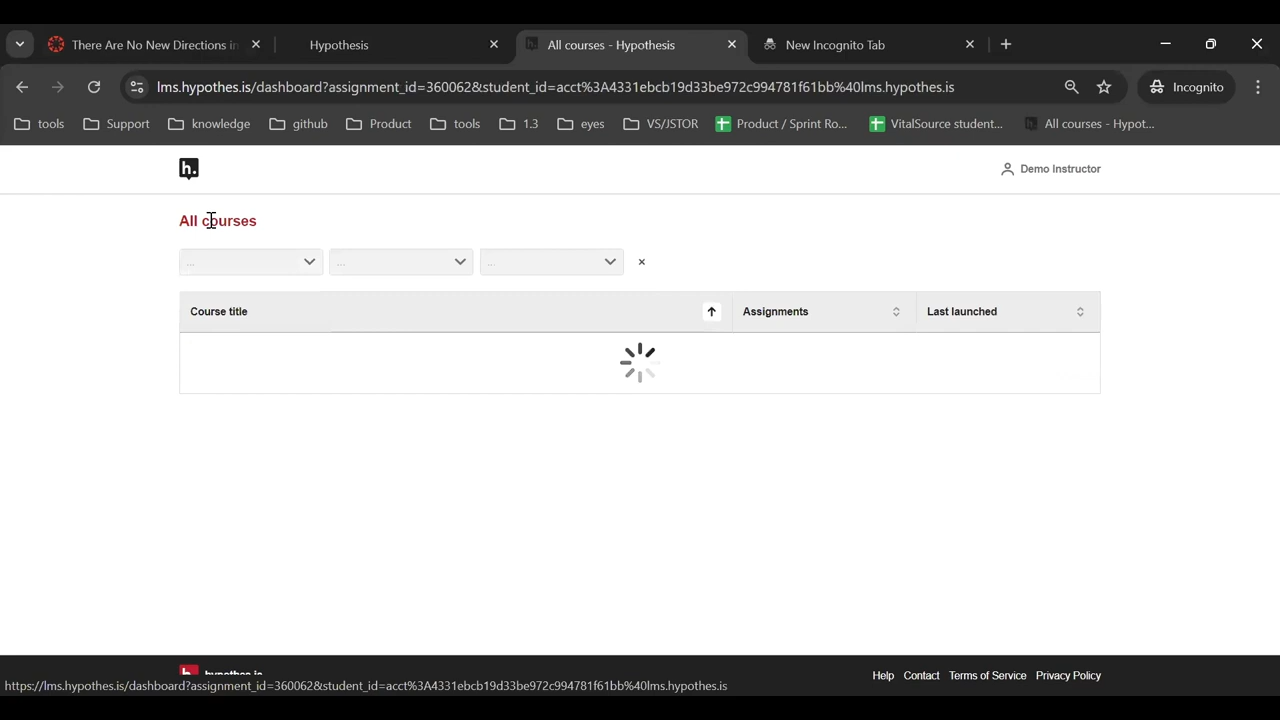 There Are No New Directions in
Hypothesis
All courses - Hypothesis
New Incognito Tab
lms.hypothes.is/dashboard?assignment_id=360062&student_id=acct%3A4331ebcb19d33be972c994781f61bb%40lms.hypothes.is
Incognito
tools
Support
knowledge
github
Product
tools
1.3
eyes
VS/JSTOR
Product / Sprint Ro...
VitalSource student...
All courses - Hypot...
h.
Demo Instructor
All courses
...
...
...
Course title
Assignments
Last launched
h.
hypothes.is
Help
Contact
Terms of Service
Privacy Policy
https://lms.hypothes.is/dashboard?assignment_id=360062&student_id=acct%3A4331ebcb19d33be972c994781f61bb%40lms.hypothes.is